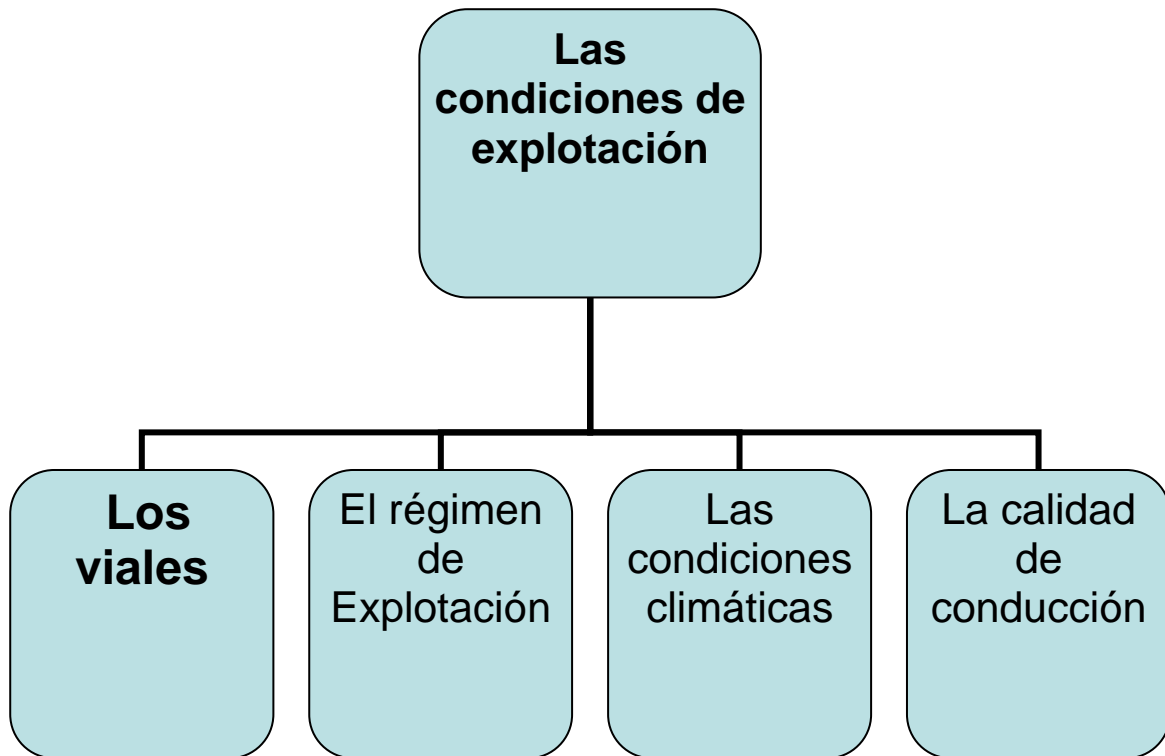 Las
condiciones de
explotación
Los
viales
El régimen
de
Explotación
Las
condiciones
climáticas
La calidad
de
conducción